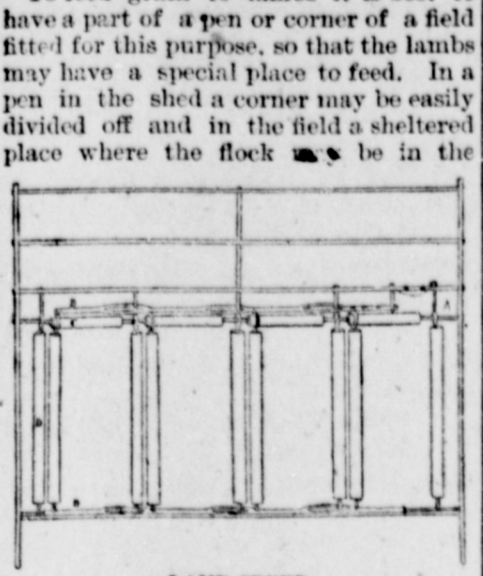 have a part of a pen or corner of a field
fitted for this purpose, so that the lambs
may have a special place to feed. In a
pen in the shed a corner may be easily
divided off and in the field a sheltered
place where the flock may be in the
A
B
D
B